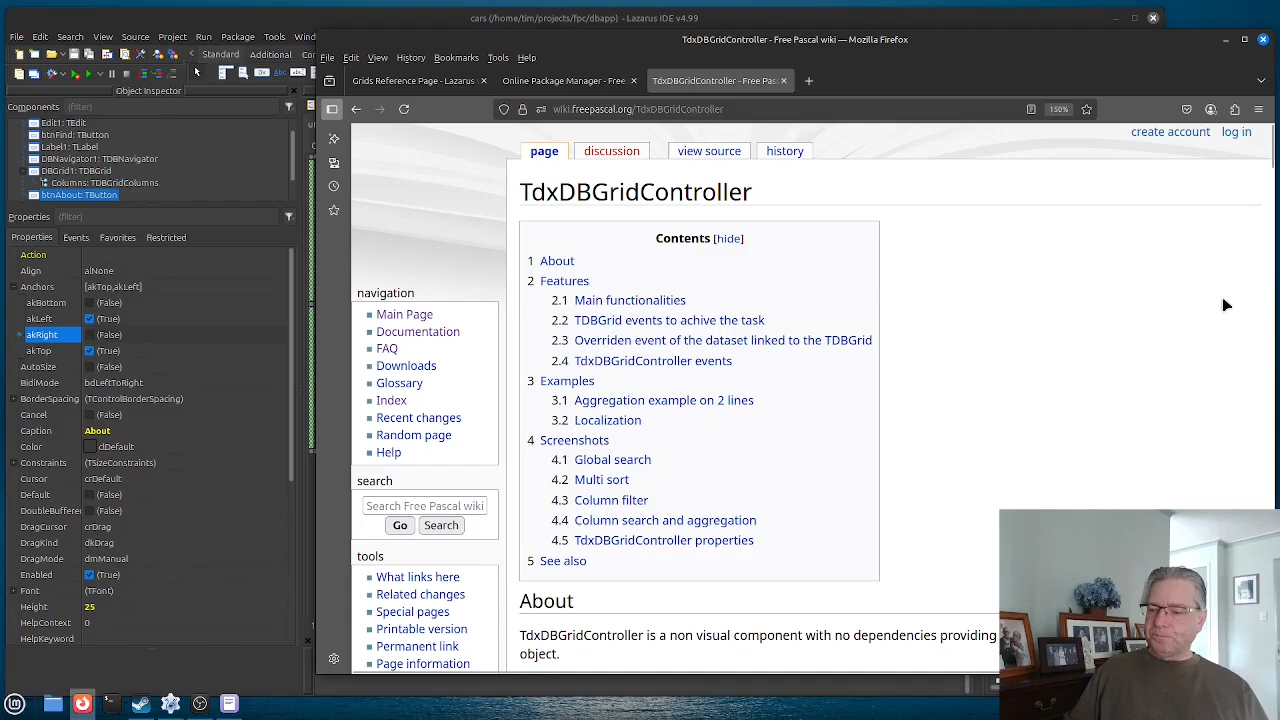 cars (/home/tim/projects/fpc/dbapp) - Lazarus IDE v4.99
File Edit Search View Source Project Run Package Tools
Standard Additional
Object Inspector
Components (filter)
Edit1: TEdit
btnFind: TButton
Label1: TLabel
DBNavigator1: TDBNavigator
DBGrid1: TDBGrid
Columns: TDBGridColumns
btnAbout: TButton
Properties (filter)
Properties Events Favorites Restricted
Action
Align alNone
Anchors [akTop,akLeft]
akBottom (False)
akLeft (True)
akRight (False)
akTop (True)
AutoSize (False)
BidiMode bdLeftToRight
BorderSpacing (TControlBorderSpacing)
Cancel (False)
Caption About
Color clDefault
Constraints (TSizeConstraints)
Cursor crDefault
Default (False)
DoubleBuffere (False)
DragCursor crDrag
DragKind dkDrag
DragMode dmManual
Enabled (True)
Font (TFont)
Height 25
HelpContext 0
HelpKeyword
TdxDBGridController - Free Pascal wiki — Mozilla Firefox
File Edit View History Bookmarks Tools Help
Grids Reference Page - Lazarus
Online Package Manager - Free
TdxDBGridController - Free Pas
wiki.freepascal.org/TdxDBGridController
150%
create account log in
page discussion view source history
TdxDBGridController
Contents [hide]
1 About
2 Features
2.1 Main functionalities
2.2 TDBGrid events to achive the task
2.3 Overriden event of the dataset linked to the TDBGrid
2.4 TdxDBGridController events
3 Examples
3.1 Aggregation example on 2 lines
3.2 Localization
4 Screenshots
4.1 Global search
4.2 Multi sort
4.3 Column filter
4.4 Column search and aggregation
4.5 TdxDBGridController properties
5 See also
About
TdxDBGridController is a non visual component with no dependencies providing
object.
navigation
Main Page
Documentation
FAQ
Downloads
Glossary
Index
Recent changes
Random page
Help
search
Search Free Pascal wiki
Go Search
tools
What links here
Related changes
Special pages
Printable version
Permanent link
Page information